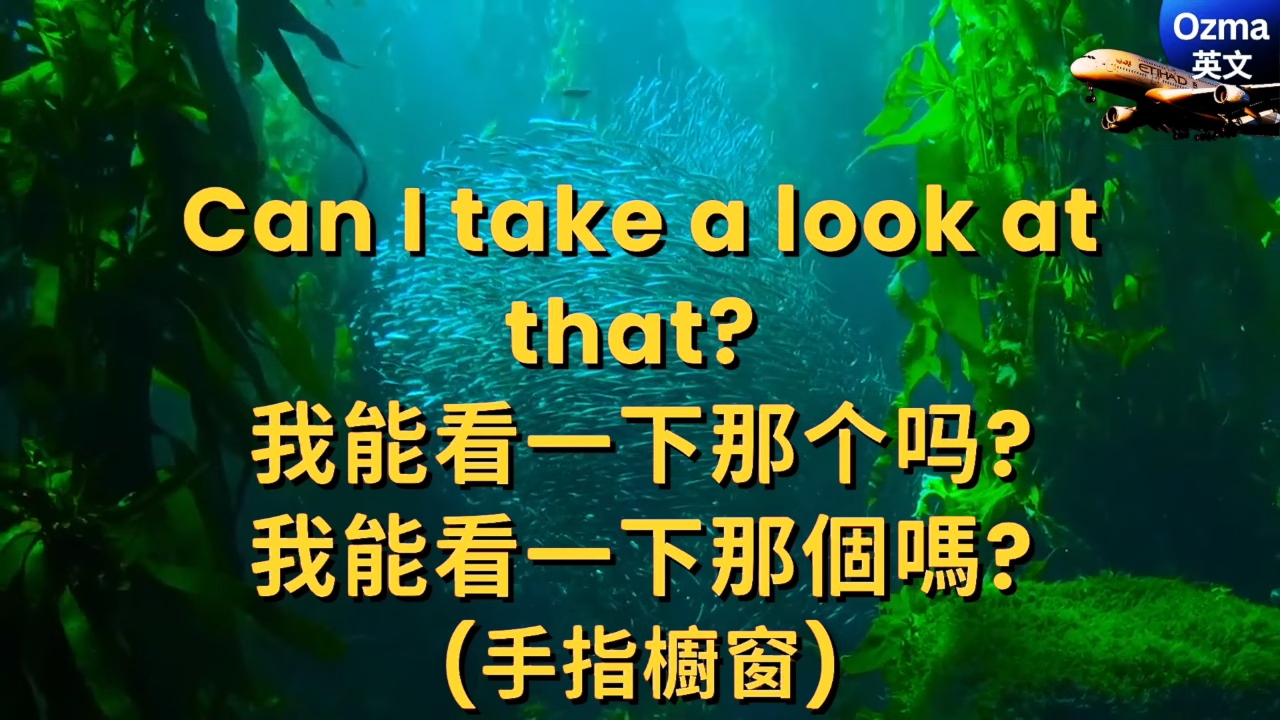 Ozma
英文
ETIHAD
Can I take a look at
that?
我能看一下那个吗?
我能看一下那個嗎?
(手指櫥窗)